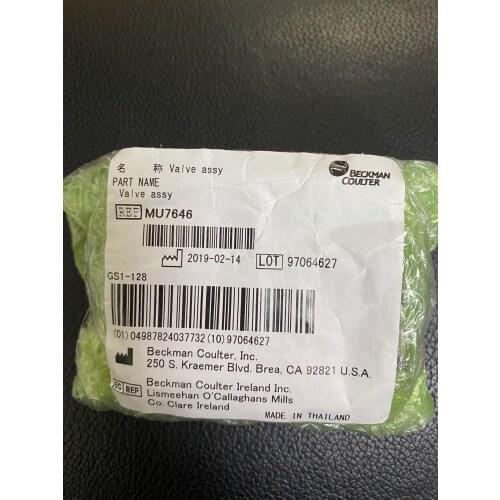 名 称 Valve assy
BECKMAN
COULTER
PART NAME
Valve assy
REF MU7646
2019-02-14 LOT 97064627
GS1-128
(01)04987824037732(10)97064627
Beckman Coulter, Inc.
250 S. Kraemer Blvd. Brea, CA 92821 U.S.A.
EC REP Beckman Coulter Ireland Inc.
Lismeehan O'Callaghans Mills
Co. Clare Ireland
MADE IN THAILAND